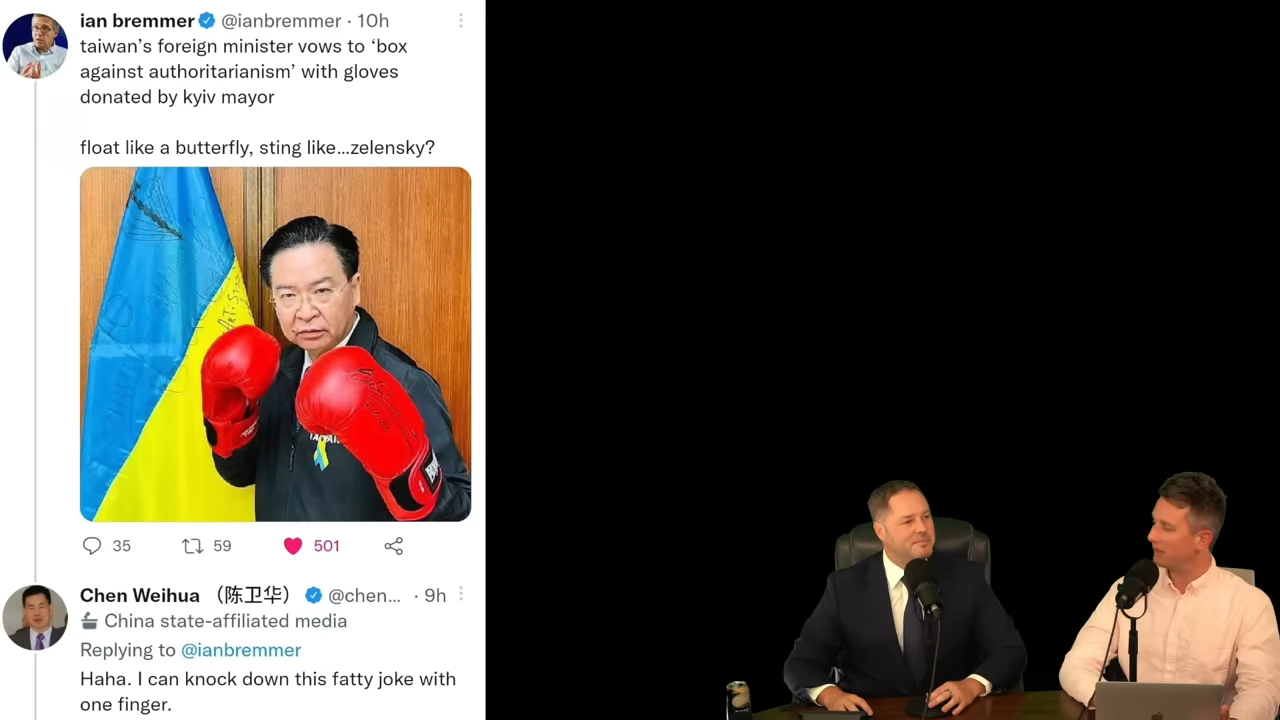 ian bremmer @ianbremmer · 10h
taiwan's foreign minister vows to ‘box
against authoritarianism’ with gloves
donated by kyiv mayor
float like a butterfly, sting like...zelensky?
ART.S
35 59 501
Chen Weihua （陈卫华） @chen... · 9h
China state-affiliated media
Replying to @ianbremmer
Haha. I can knock down this fatty joke with
one finger.